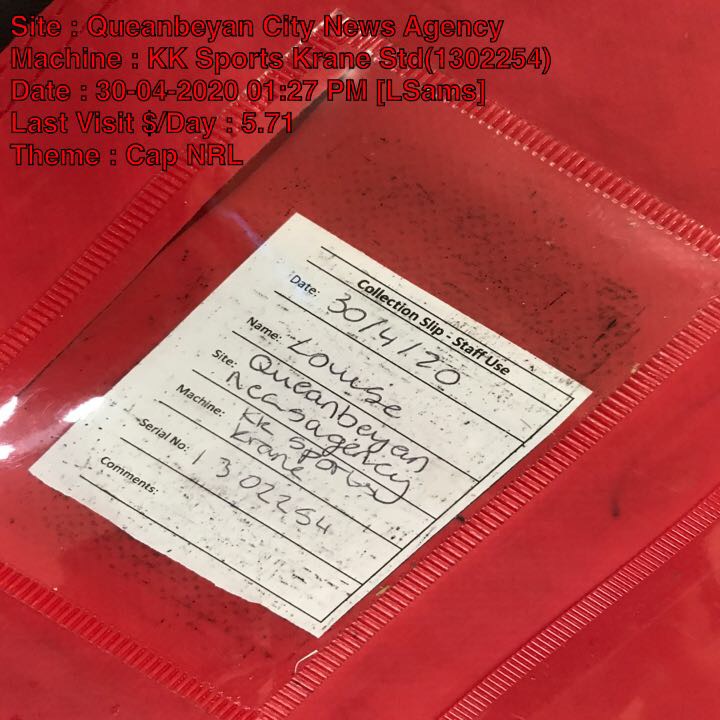 Site : Queanbeyan City News Agency
Machine : KK Sports Krane Std(1302254)
Date : 30-04-2020 01:27 PM [LSams]
Last Visit $/Day : 5.71
Theme : Cap NRL
Collection Slip - Staff Use
Date: 30/4/20
Name: Louise
Site: Queanbeyan
Newsagency
Machine: KK Sports
Krane
Serial No: 1302254
Comments: